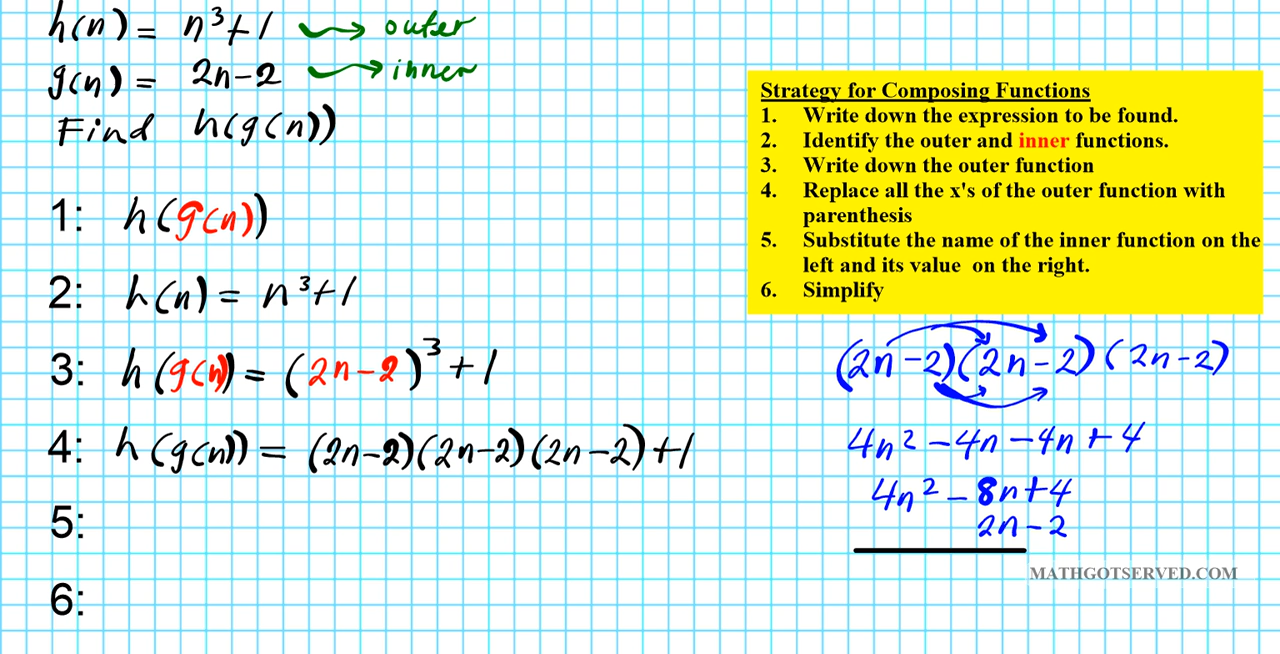 h(n) = n³+1 → outer
g(n) = 2n-2 → inner
Find h(g(n))
Strategy for Composing Functions
1. Write down the expression to be found.
2. Identify the outer and inner functions.
3. Write down the outer function
4. Replace all the x's of the outer function with
parenthesis
5. Substitute the name of the inner function on the
left and its value on the right.
6. Simplify
1: h(g(n))
2: h(n) = n³+1
3: h(g(n)) = (2n-2)³+1
4: h(g(n)) = (2n-2)(2n-2)(2n-2)+1
5:
6:
(2n-2)(2n-2)(2n-2)
4n²-4n-4n+4
4n²-8n+4
2n-2
MATHGOTSERVED.COM